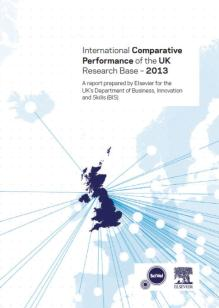 International Comparative
Performance of the UK
Research Base - 2013
A report prepared by Elsevier for the
UK's Department of Business, Innovation
and Skills (BIS)
SciVal
ELSEVIER